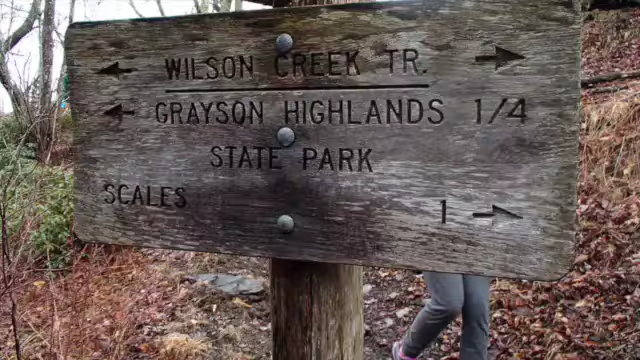 ← WILSON CREEK TR. →
← GRAYSON HIGHLANDS 1/4
STATE PARK
SCALES 1 →